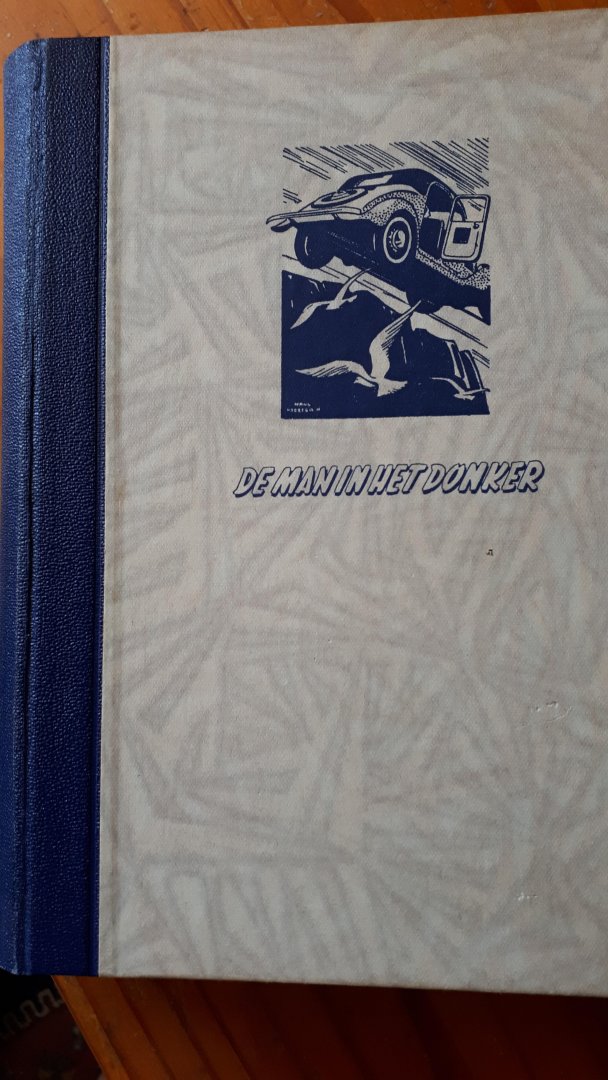 DE MAN IN HET DONKER